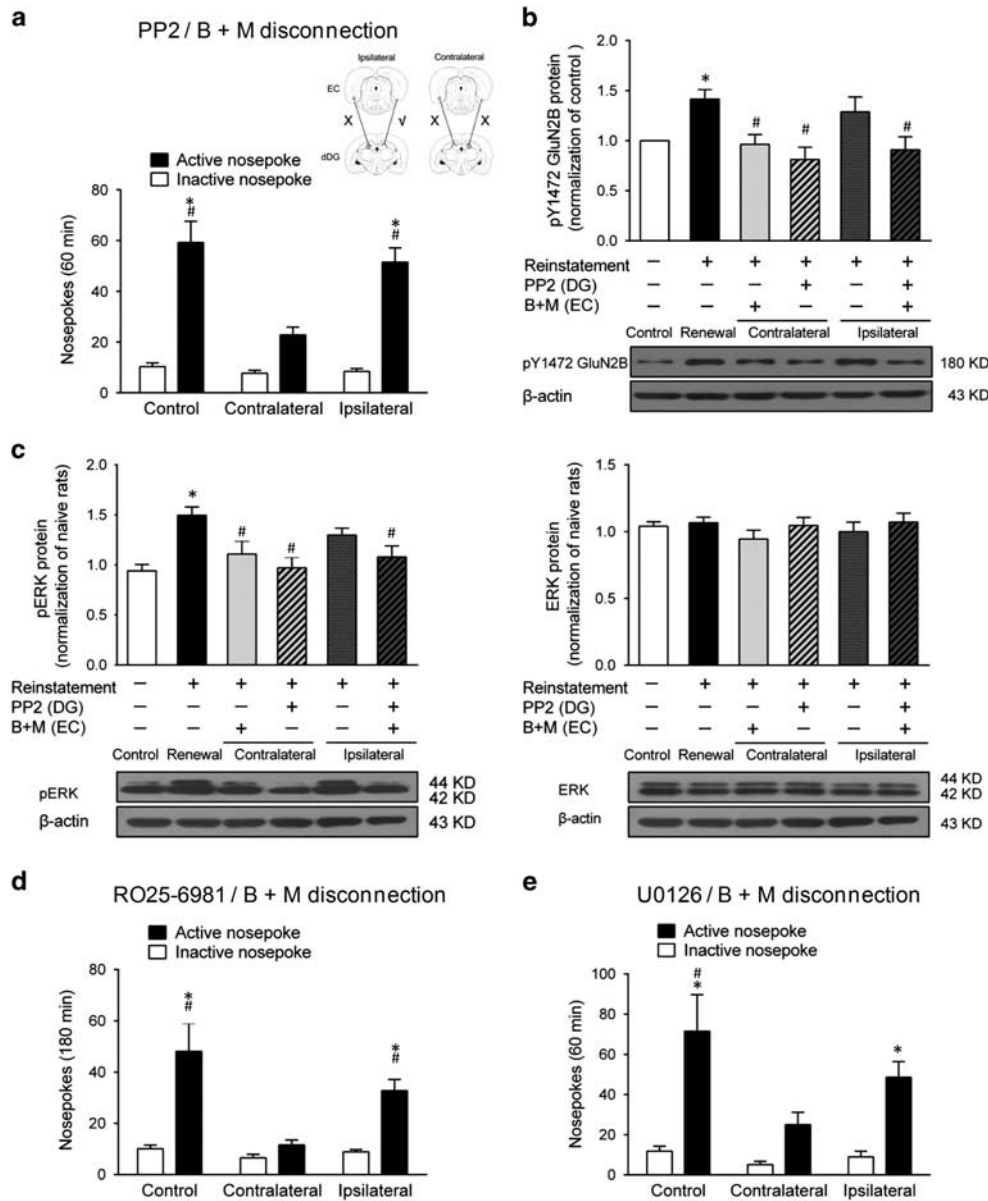 a
PP2 / B + M disconnection
Ipsilateral
Contralateral
EC
X
√
X
X
dDG
Active nosepoke
Inactive nosepoke
Nosepokes (60 min)
80
60
40
20
0
*
#
*
#
Control
Contralateral
Ipsilateral
b
pY1472 GluN2B protein
(normalization of control )
2.0
1.5
1.0
0.5
0.0
*
#
#
#
Reinstatement − + + + + +
PP2 (DG) − − − + − +
B+M (EC) − − + − − +
Control Renewal Contralateral Ipsilateral
pY1472 GluN2B 180 KD
β-actin 43 KD
c
pERK protein
(normalization of naive rats)
2.0
1.5
1.0
0.5
0.0
*
#
#
#
Reinstatement − + + + + +
PP2 (DG) − − − + − +
B+M (EC) − − + − − +
Control Renewal Contralateral Ipsilateral
pERK
44 KD
42 KD
β-actin 43 KD
ERK protein
(normalization of naive rats)
1.5
1.0
0.5
0.0
Reinstatement − + + + + +
PP2 (DG) − − − + − +
B+M (EC) − − + − − +
Control Renewal Contralateral Ipsilateral
ERK
44 KD
42 KD
β-actin 43 KD
d
RO25-6981 / B + M disconnection
Active nosepoke
Inactive nosepoke
Nosepokes (180 min)
80
60
40
20
0
*
#
*
#
Control
Contralateral
Ipsilateral
e
U0126 / B + M disconnection
Active nosepoke
Inactive nosepoke
Nosepokes (60 min)
100
80
60
40
20
0
#
*
*
Control
Contralateral
Ipsilateral